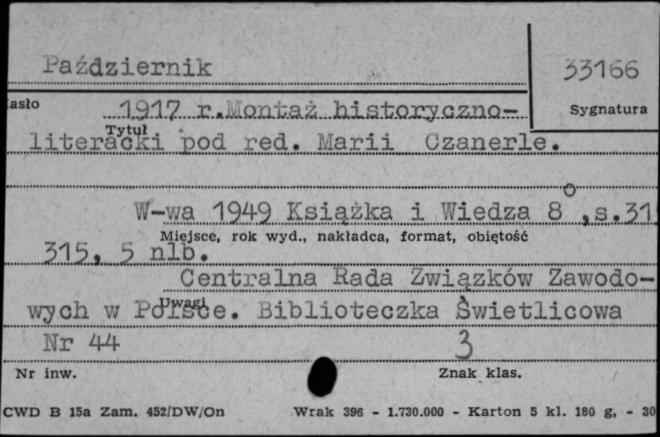 Październik
33166
asło
1917 r.Montaż historyczno-
Sygnatura
Tytuł
literacki pod red. Marii Czanerle.
W-wa 1949 Książka i Wiedza 8°,s.31
Miejsce, rok wyd., nakładca, format, objętość
315, 5 nlb.
Centralna Rada Związków Zawodo-
Uwagi
wych w Polsce. Biblioteczka Świetlicowa
Nr 44
3
Nr inw.
Znak klas.
CWD B 15a Zam. 452/DW/On
Wrak 396 - 1.730.000 - Karton 5 kl. 180 g, - 30